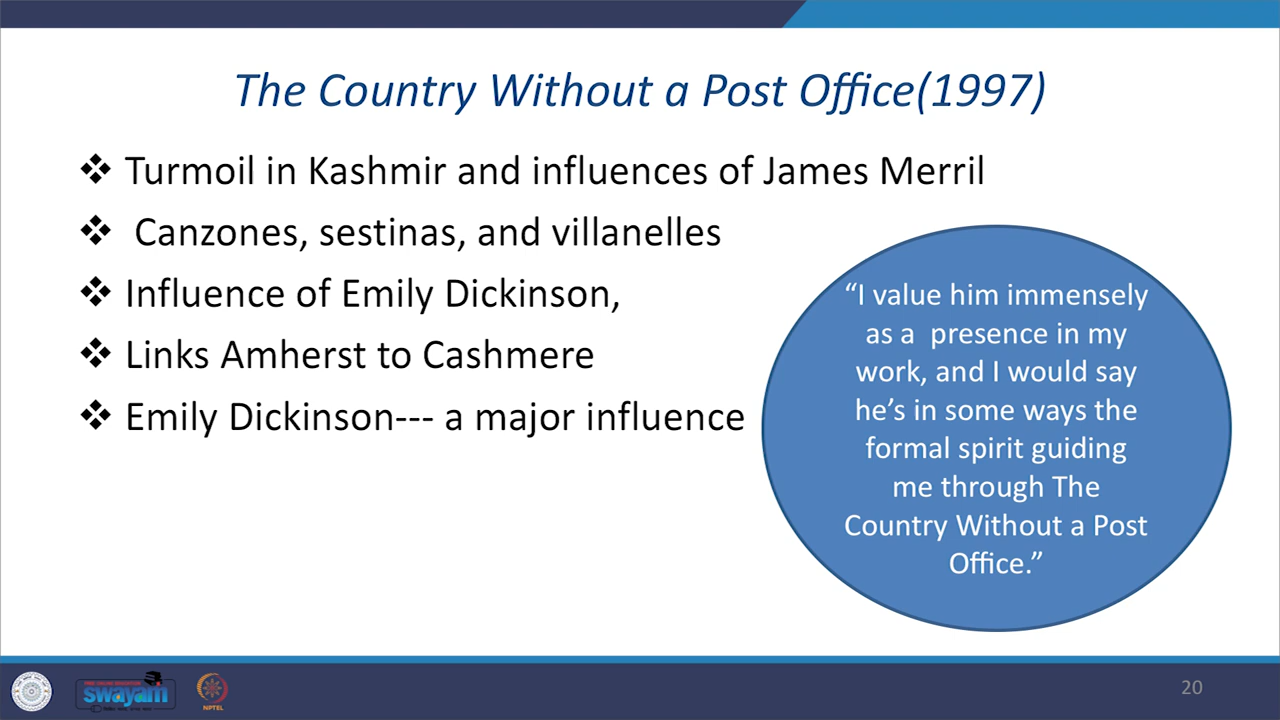 The Country Without a Post Office(1997)
❖ Turmoil in Kashmir and influences of James Merril
❖ Canzones, sestinas, and villanelles
❖ Influence of Emily Dickinson,
❖ Links Amherst to Cashmere
❖ Emily Dickinson--- a major influence
“I value him immensely
as a presence in my
work, and I would say
he’s in some ways the
formal spirit guiding
me through The
Country Without a Post
Office.”
swayam
NPTEL
20